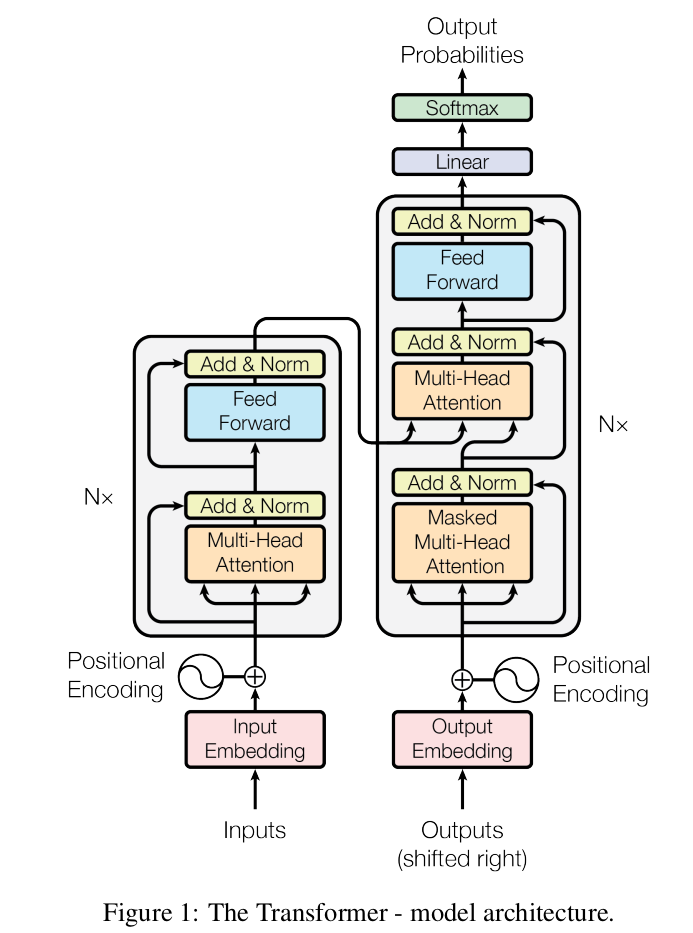 Output
Probabilities
Softmax
Linear
Add & Norm
Feed
Forward
Add & Norm
Multi-Head
Attention
Add & Norm
Masked
Multi-Head
Attention
N×
Add & Norm
Feed
Forward
Add & Norm
Multi-Head
Attention
N×
Positional
Encoding
Positional
Encoding
Input
Embedding
Output
Embedding
Inputs
Outputs
(shifted right)
Figure 1: The Transformer - model architecture.